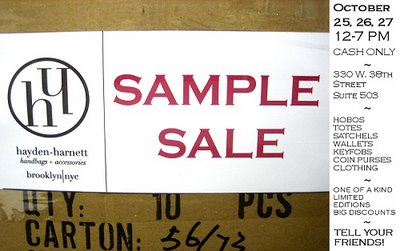 hh
hayden-harnett
handbags + accessories
brooklyn|nyc
SAMPLE
SALE
QTY: 10 PCS
CARTON: 56/73
OCTOBER
25, 26, 27
12-7 PM
CASH ONLY
~
330 W. 38TH
STREET
SUITE 503
~
HOBOS
TOTES
SATCHELS
WALLETS
KEYFOBS
COIN PURSES
CLOTHING
~
ONE OF A KIND
LIMITED
EDITIONS
BIG DISCOUNTS
~
TELL YOUR
FRIENDS!